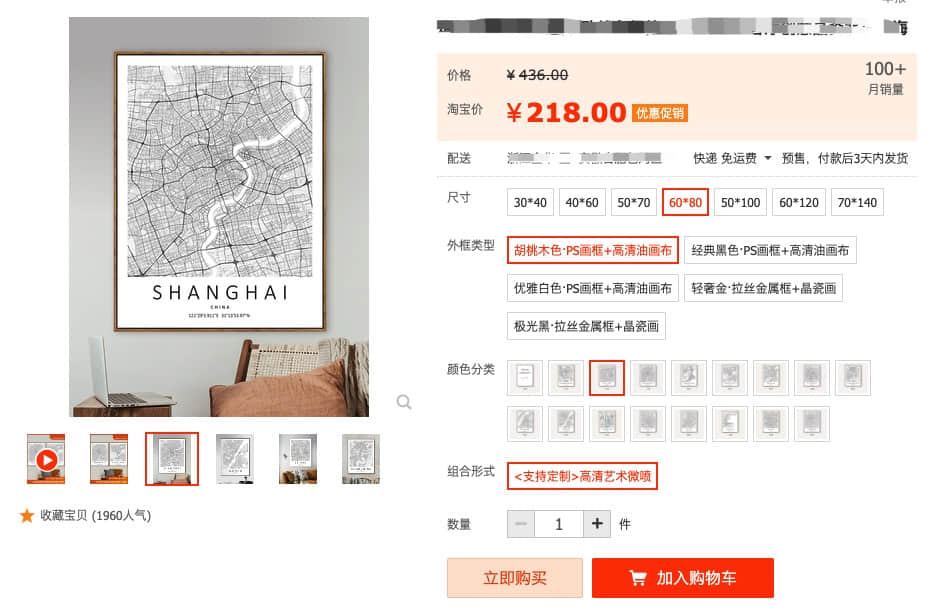 价格
¥ 436.00
100+
月销量
淘宝价
¥218.00 优惠促销
配送
快递 免运费
预售，付款后3天内发货
尺寸
30*40
40*60
50*70
60*80
50*100
60*120
70*140
外框类型
胡桃木色·PS画框+高清油画布
经典黑色·PS画框+高清油画布
优雅白色·PS画框+高清油画布
轻奢金·拉丝金属框+晶瓷画
极光黑·拉丝金属框+晶瓷画
颜色分类
组合形式
<支持定制>高清艺术微喷
数量
1
件
立即购买
加入购物车
SHANGHAI
CHINA
收藏宝贝 (1960人气)